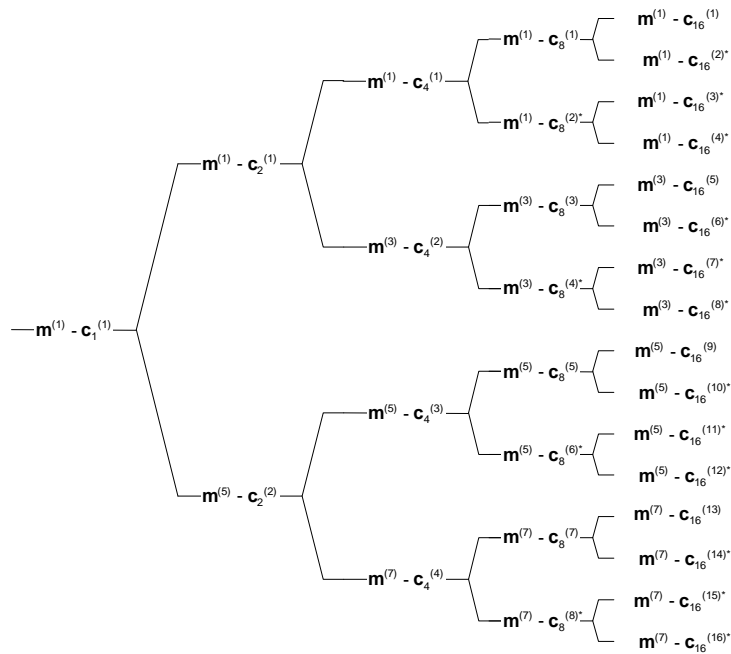 m(1) - c16(1)
m(1) - c8(1)
m(1) - c16(2)*
m(1) - c4(1)
m(1) - c16(3)*
m(1) - c8(2)*
m(1) - c16(4)*
m(1) - c2(1)
m(3) - c16(5)
m(3) - c8(3)
m(3) - c16(6)*
m(3) - c4(2)
m(3) - c16(7)*
m(3) - c8(4)*
m(3) - c16(8)*
m(1) - c1(1)
m(5) - c16(9)
m(5) - c8(5)
m(5) - c16(10)*
m(5) - c4(3)
m(5) - c16(11)*
m(5) - c8(6)*
m(5) - c16(12)*
m(5) - c2(2)
m(7) - c16(13)
m(7) - c8(7)
m(7) - c16(14)*
m(7) - c4(4)
m(7) - c16(15)*
m(7) - c8(8)*
m(7) - c16(16)*